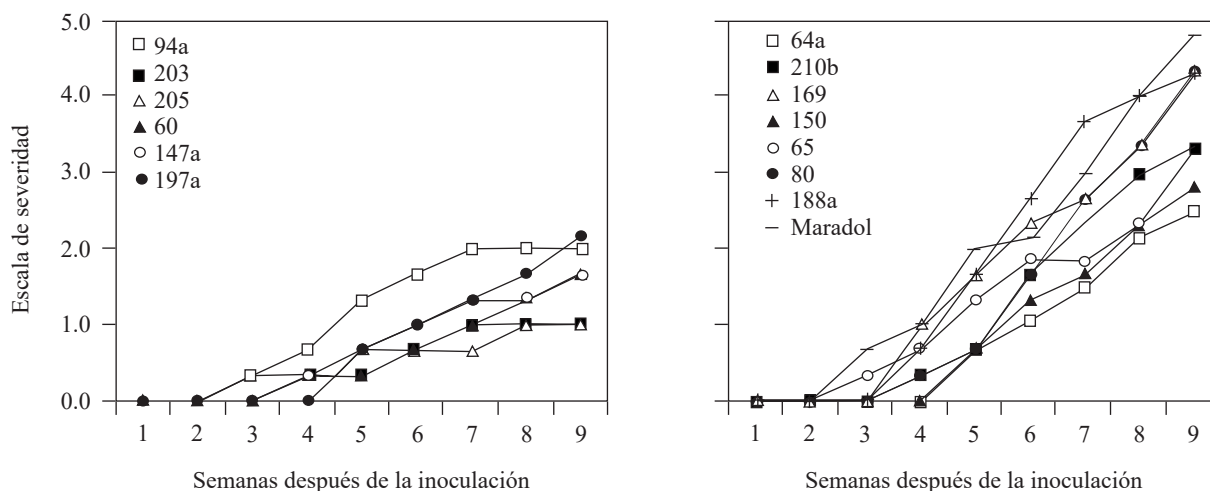 Escala de severidad
5.0
4.0
3.0
2.0
1.0
0.0
94a
203
205
60
147a
197a
1 2 3 4 5 6 7 8 9
Semanas después de la inoculación
64a
210b
169
150
65
80
188a
Maradol
1 2 3 4 5 6 7 8 9
Semanas después de la inoculación